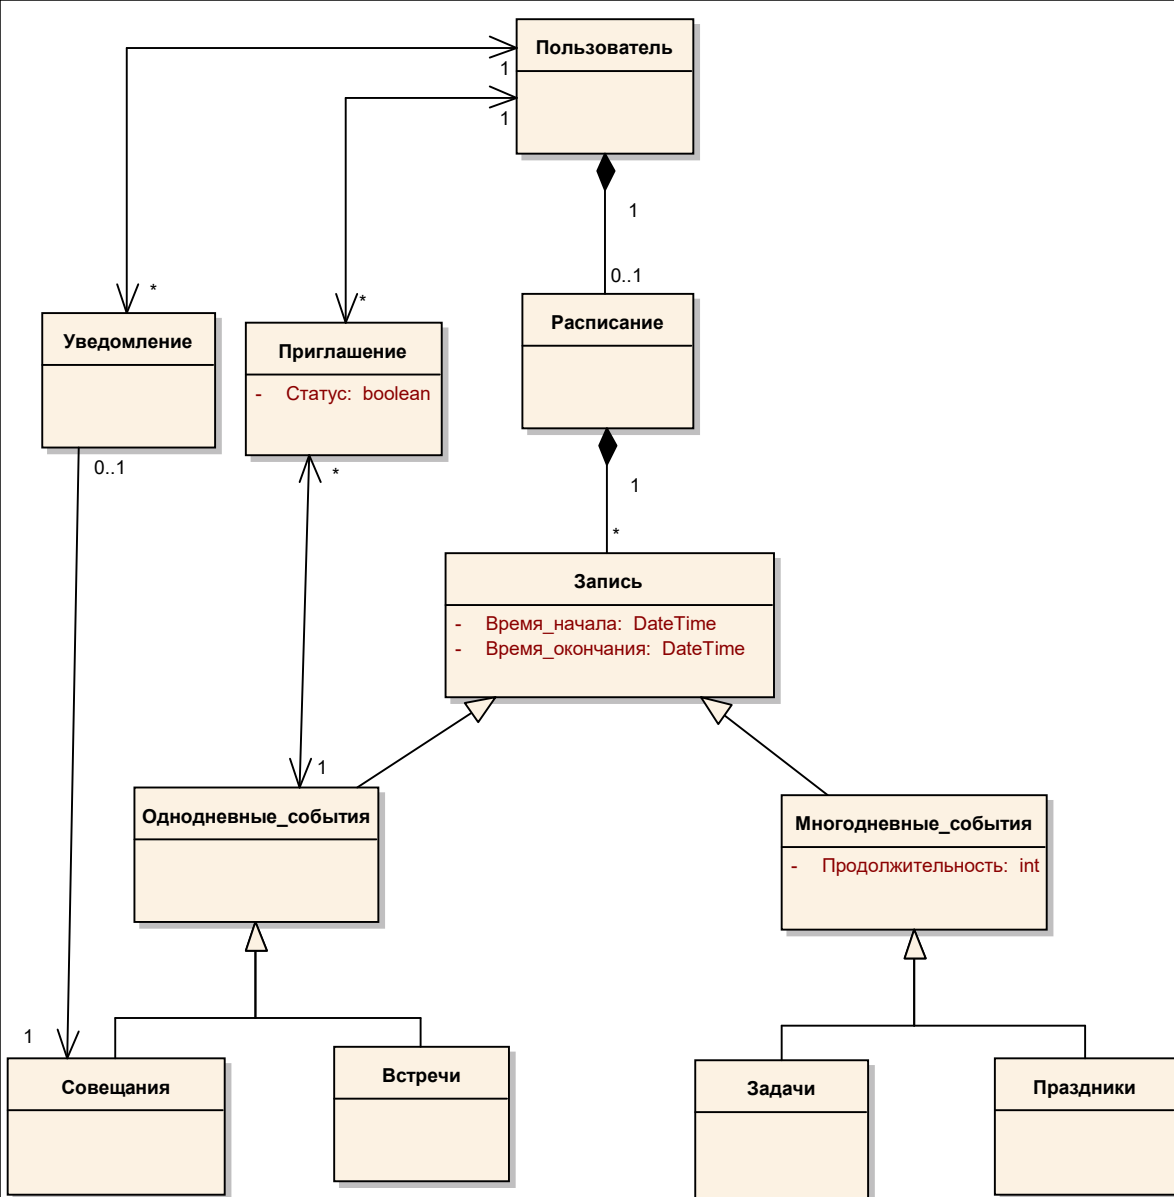 Пользователь
1
1
1
0..1
*
*
Уведомление
Приглашение
- Статус: boolean
Расписание
0..1
*
1
*
Запись
- Время_начала: DateTime
- Время_окончания: DateTime
1
Однодневные_события
Многодневные_события
- Продолжительность: int
1
Совещания
Встречи
Задачи
Праздники